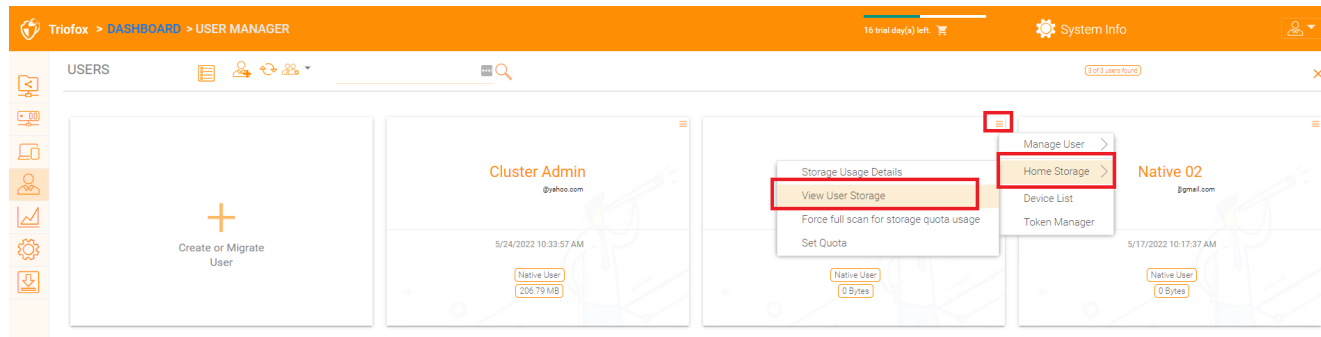 Triofox > DASHBOARD > USER MANAGER
16 trial day(s) left.
System Info
USERS
3 of 3 users found
Create or Migrate
User
Cluster Admin
@yahoo.com
5/24/2022 10:33:57 AM
Native User
206.79 MB
Storage Usage Details
View User Storage
Force full scan for storage quota usage
Set Quota
Native User
0 Bytes
Manage User
Home Storage
Device List
Token Manager
Native 02
@gmail.com
5/17/2022 10:17:37 AM
Native User
0 Bytes